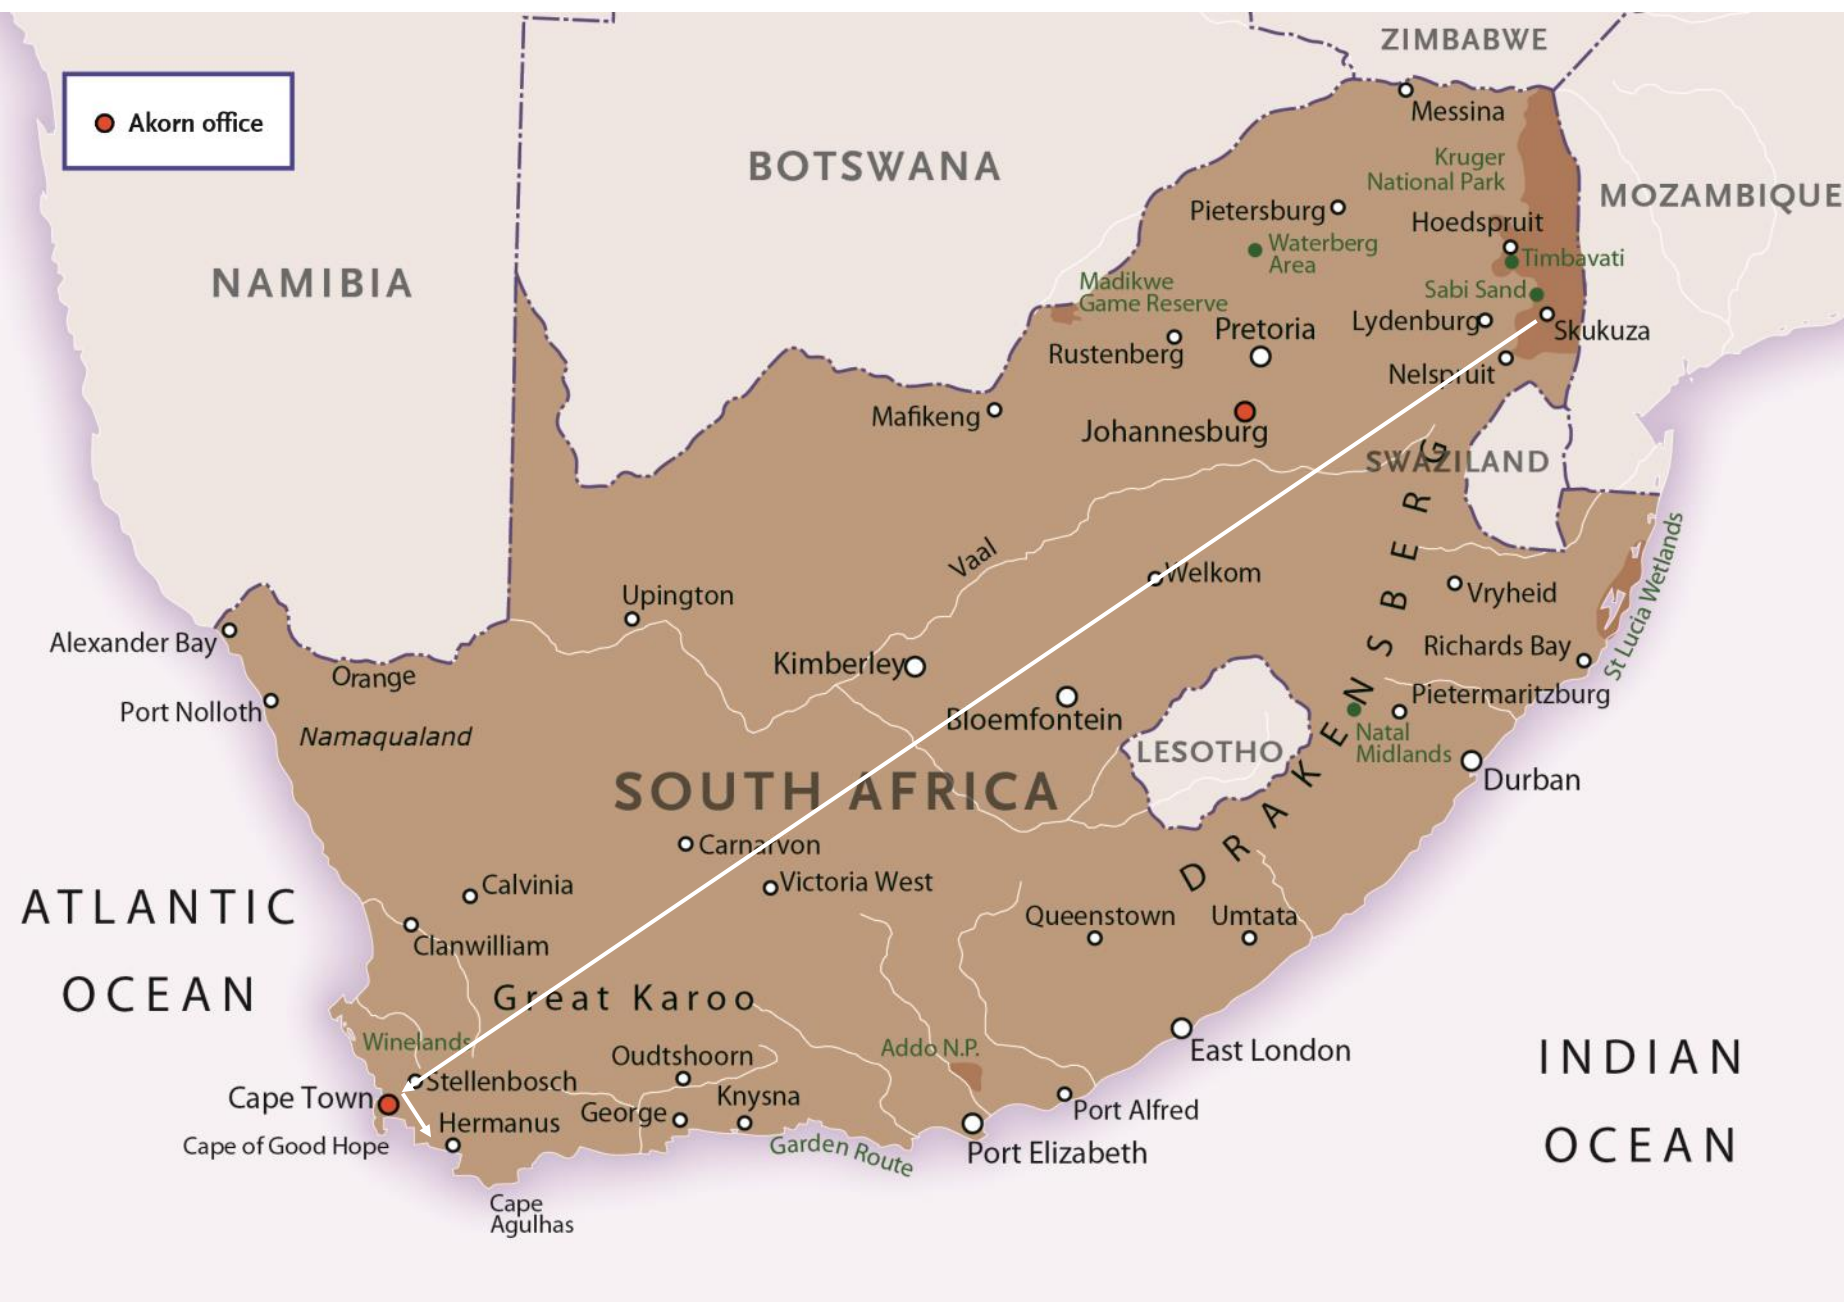 ZIMBABWE
Akorn office
Messina
BOTSWANA
Kruger
National Park
MOZAMBIQUE
Pietersburg
Hoedspruit
Waterberg
Area
Timbavati
NAMIBIA
Madikwe
Game Reserve
Sabi Sand
Lydenburg
Skukuza
Pretoria
Rustenberg
Nelspruit
Mafikeng
Johannesburg
SWAZILAND
DRAKENSBERG
Vaal
Welkom
Upington
Vryheid
St Lucia Wetlands
Alexander Bay
Richards Bay
Kimberley
Orange
Pietermaritzburg
Port Nolloth
Bloemfontein
Namaqualand
Natal
Midlands
LESOTHO
Durban
SOUTH AFRICA
Carnarvon
Calvinia
Victoria West
ATLANTIC
OCEAN
Queenstown
Umtata
Clanwilliam
Great Karoo
Winelands
Oudtshoorn
Addo N.P.
East London
INDIAN
OCEAN
Stellenbosch
Cape Town
Knysna
George
Hermanus
Port Alfred
Cape of Good Hope
Garden Route
Port Elizabeth
Cape
Agulhas